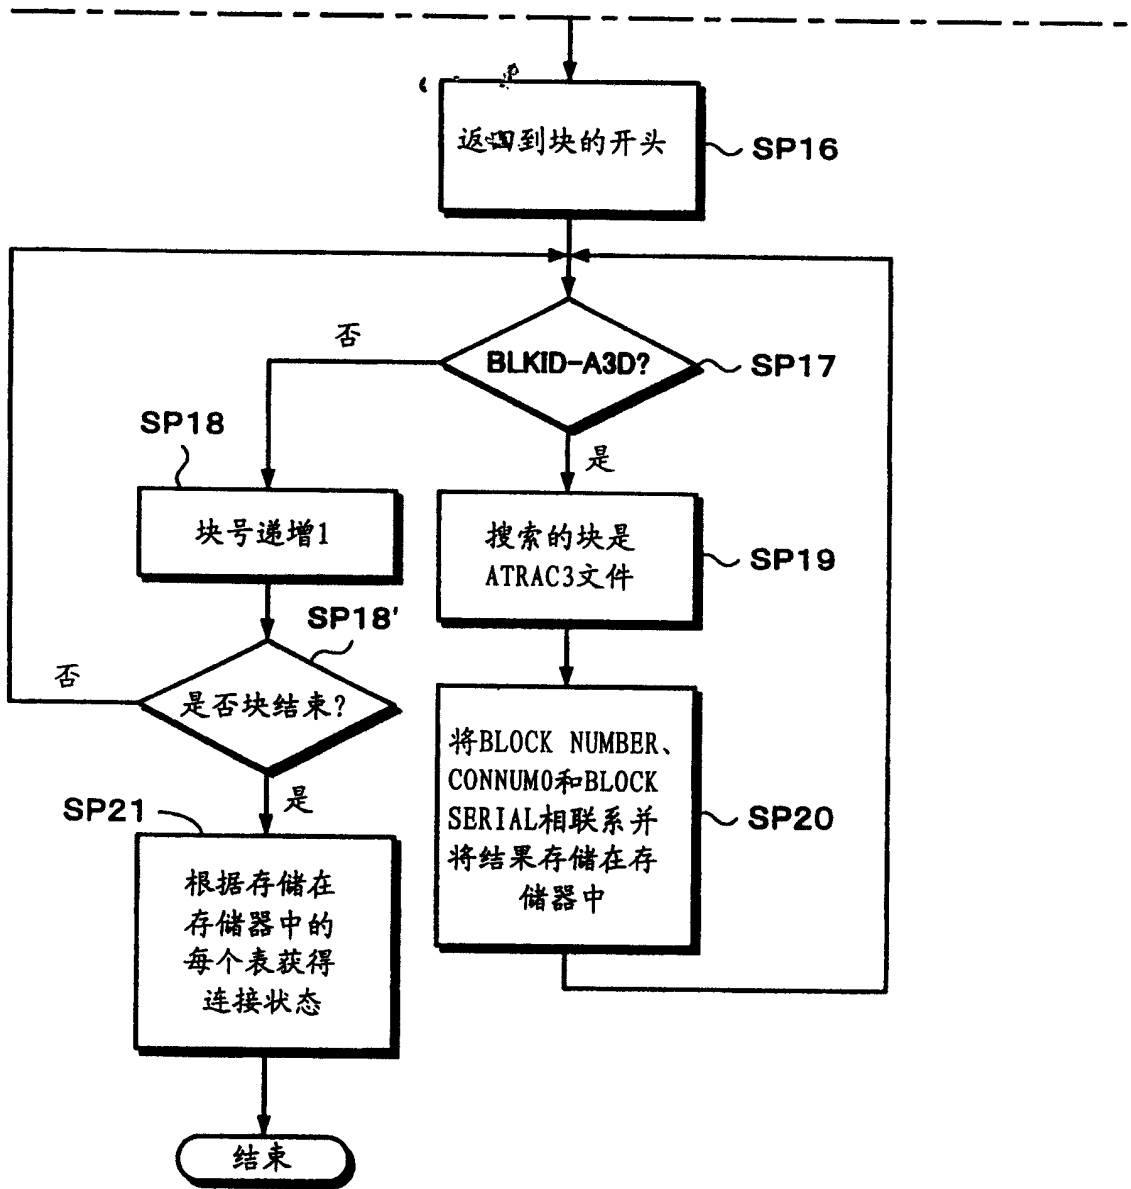 返回到块的开头
SP16
否
BLKID-A3D?
SP17
SP18
是
块号递增1
搜索的块是
ATRAC3文件
SP19
SP18'
否
是否块结束?
将BLOCK NUMBER、
CONNUM0和BLOCK
SERIAL相联系并
将结果存储在存
储器中
SP20
是
SP21
根据存储在
存储器中的
每个表获得
连接状态
结束